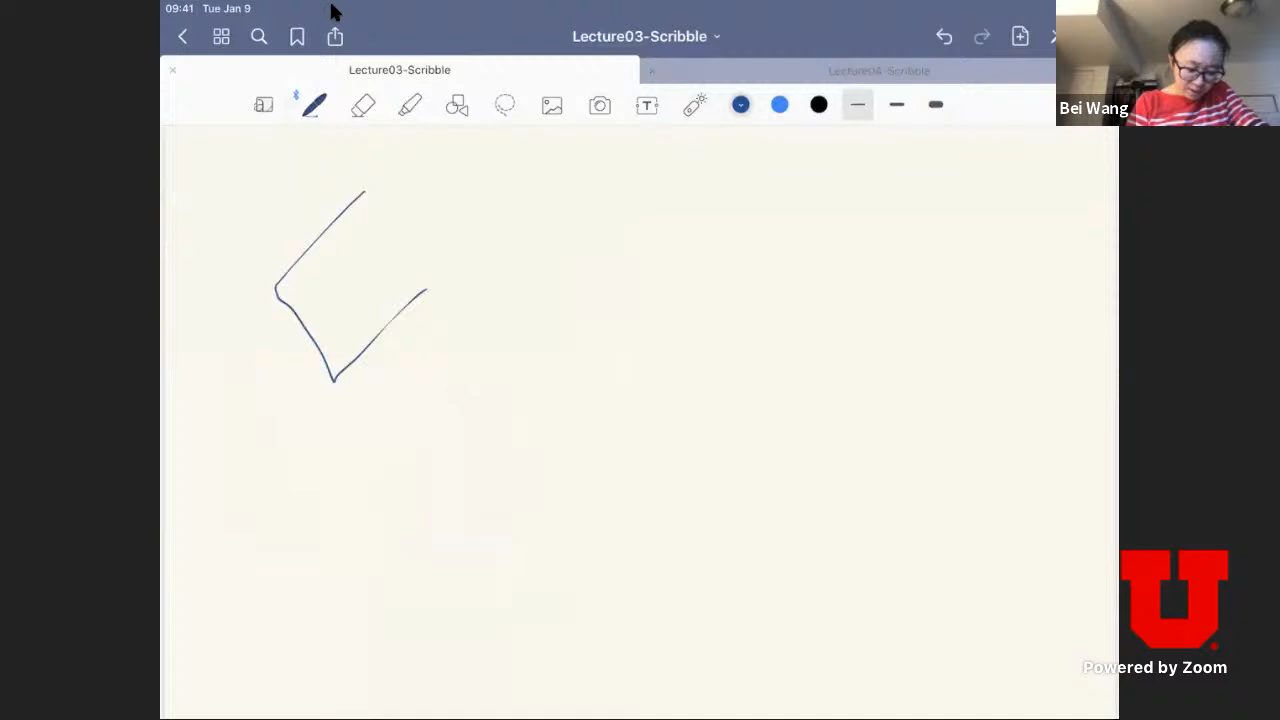 09:41 Tue Jan 9
Lecture03-Scribble
Lecture03-Scribble
Lecture04-Scribble
T
Bei Wang
U
Powered by Zoom